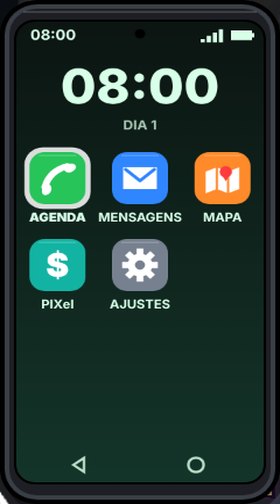 08:00
08:00
DIA 1
AGENDA MENSAGENS MAPA
$
PIXel AJUSTES